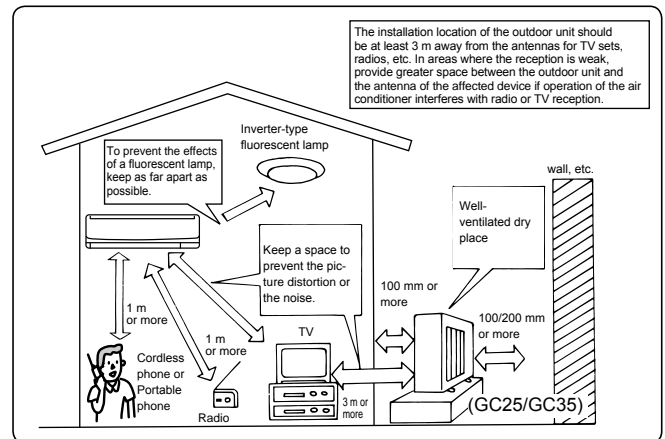 The installation location of the outdoor unit should
be at least 3 m away from the antennas for TV sets,
radios, etc. In areas where the reception is weak,
provide greater space between the outdoor unit and
the antenna of the affected device if operation of the air
conditioner interferes with radio or TV reception.
Inverter-type
fluorescent lamp
To prevent the effects
of a fluorescent lamp,
keep as far apart as
possible.
wall, etc.
Well-
ventilated dry
place
Keep a space to
prevent the pic-
ture distortion or
the noise.
100 mm or
more
100/200 mm
or more
1 m
or more
1 m
or more
TV
Cordless
phone or
Portable
phone
Radio
3 m or
more
(GC25/GC35)